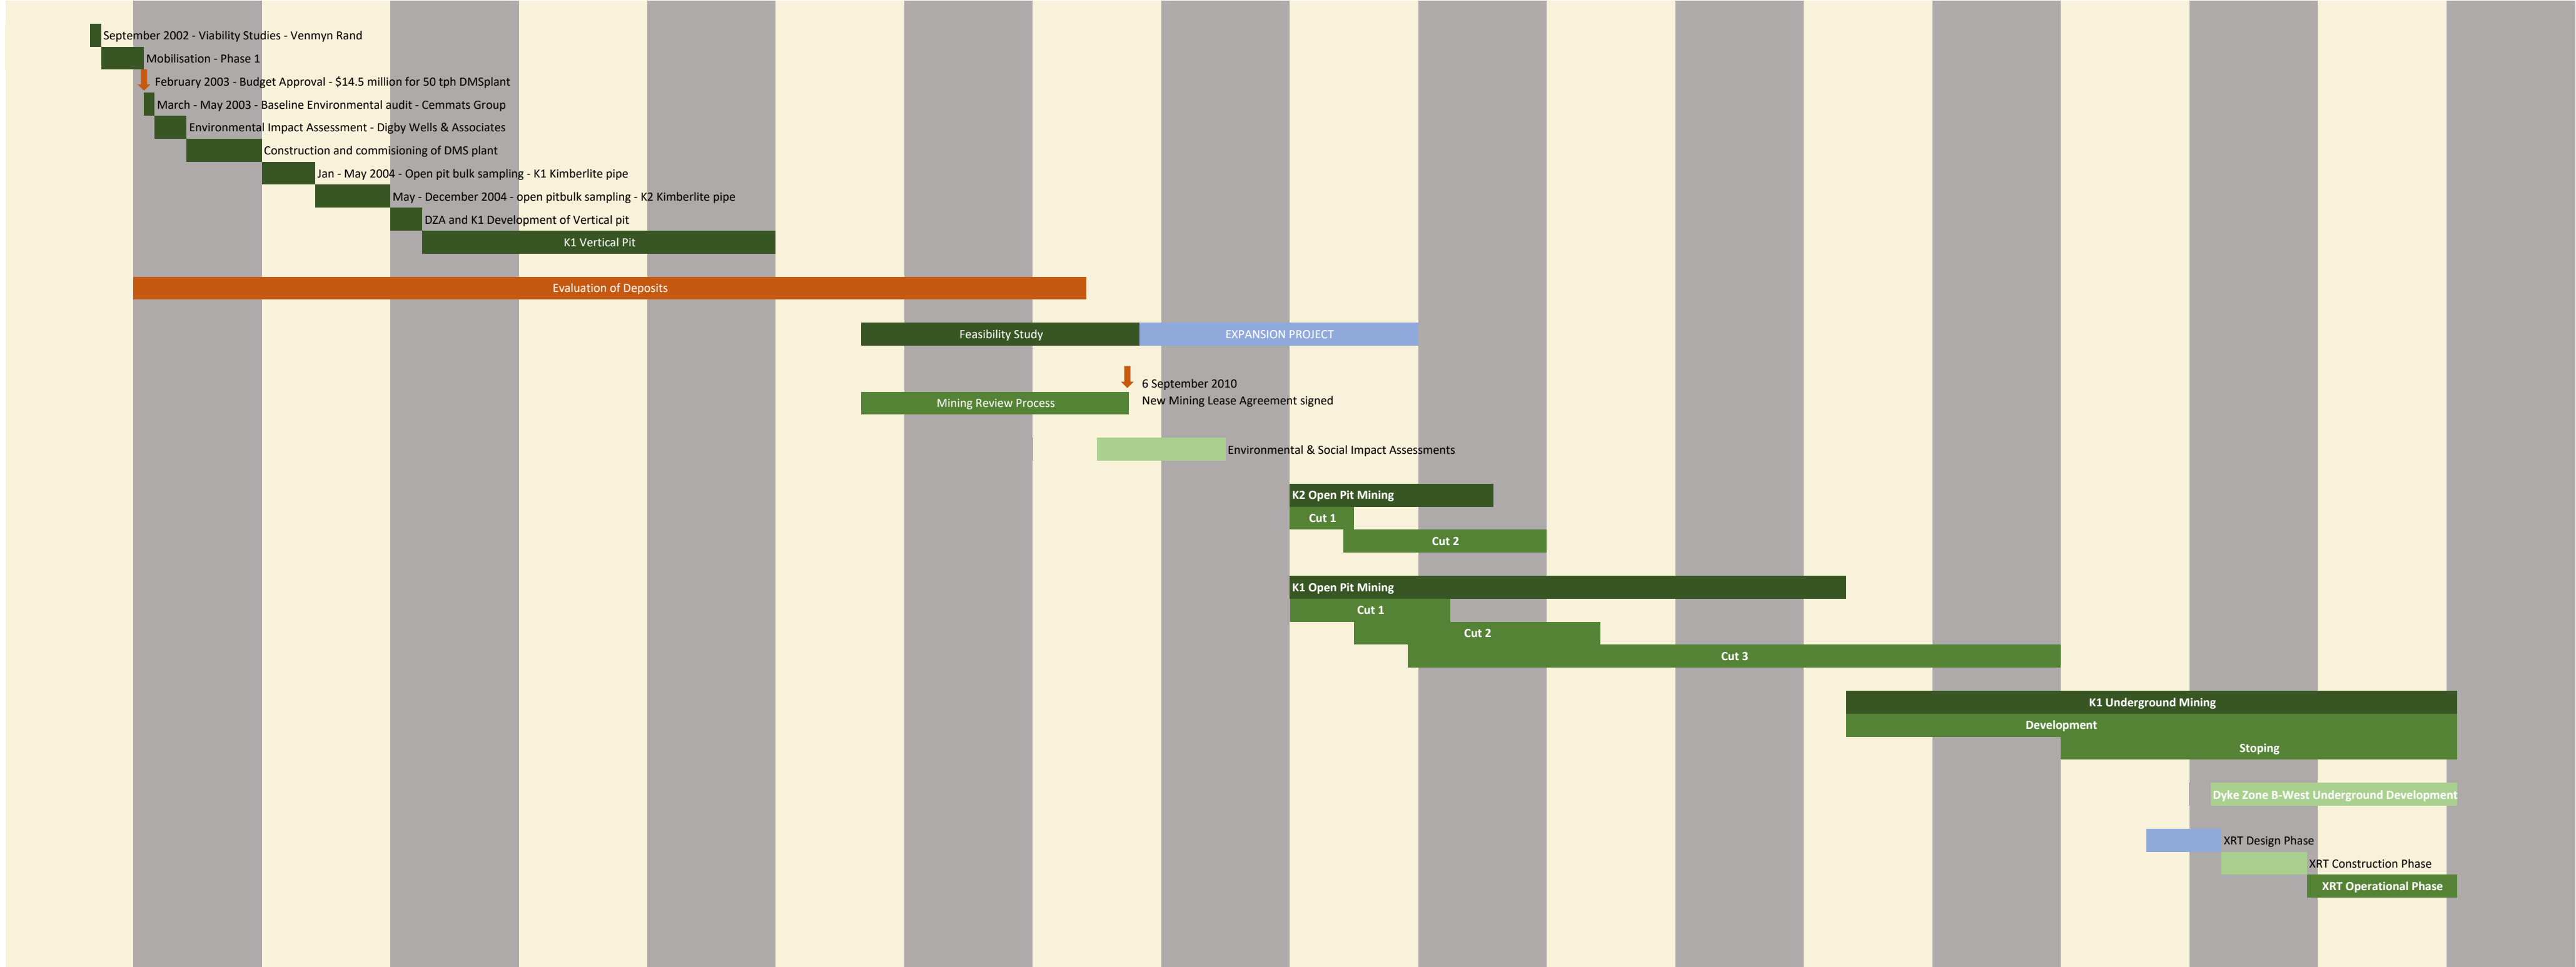 September 2002 - Viability Studies - Venmyn Rand
Mobilisation - Phase 1
February 2003 - Budget Approval - $14.5 million for 50 tph DMSplant
March - May 2003 - Baseline Environmental audit - Cemmats Group
Environmental Impact Assessment - Digby Wells & Associates
Construction and commisioning of DMS plant
Jan - May 2004 - Open pit bulk sampling - K1 Kimberlite pipe
May - December 2004 - open pitbulk sampling - K2 Kimberlite pipe
DZA and K1 Development of Vertical pit
K1 Vertical Pit
Evaluation of Deposits
Feasibility Study
EXPANSION PROJECT
6 September 2010
New Mining Lease Agreement signed
Mining Review Process
Environmental & Social Impact Assessments
K2 Open Pit Mining
Cut 1
Cut 2
K1 Open Pit Mining
Cut 1
Cut 2
Cut 3
K1 Underground Mining
Development
Stoping
Dyke Zone B-West Underground Development
XRT Design Phase
XRT Construction Phase
XRT Operational Phase